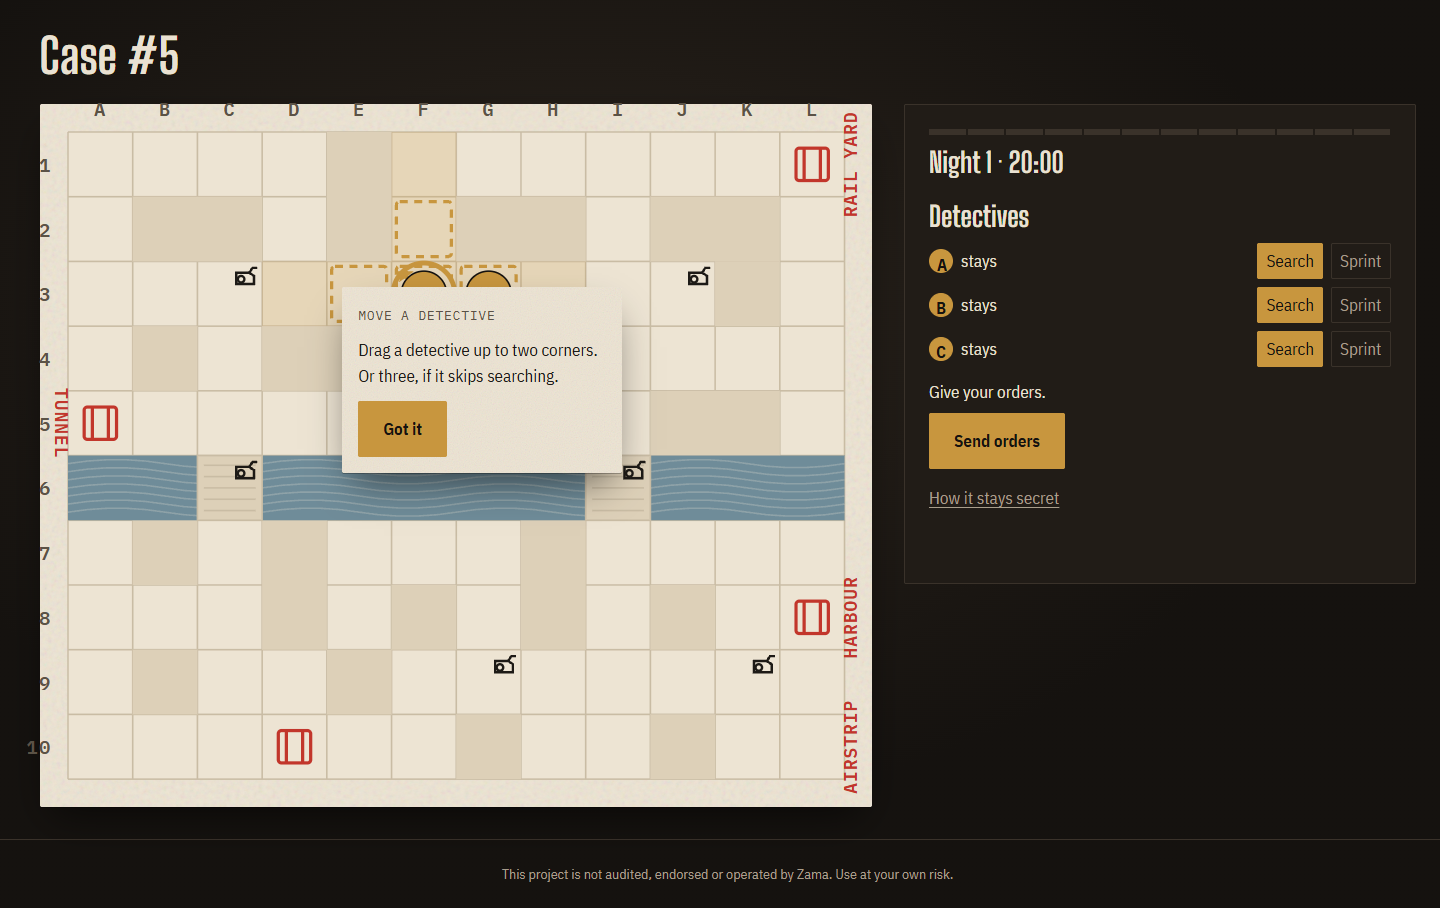 Case #5
A B C D E F G H I J K L
1
2
3
4
5
6
7
8
9
10
RAIL YARD
TUNNEL
HARBOUR
AIRSTRIP
MOVE A DETECTIVE
Drag a detective up to two corners.
Or three, if it skips searching.
Got it
Night 1 · 20:00
Detectives
A stays Search Sprint
B stays Search Sprint
C stays Search Sprint
Give your orders.
Send orders
How it stays secret
This project is not audited, endorsed or operated by Zama. Use at your own risk.